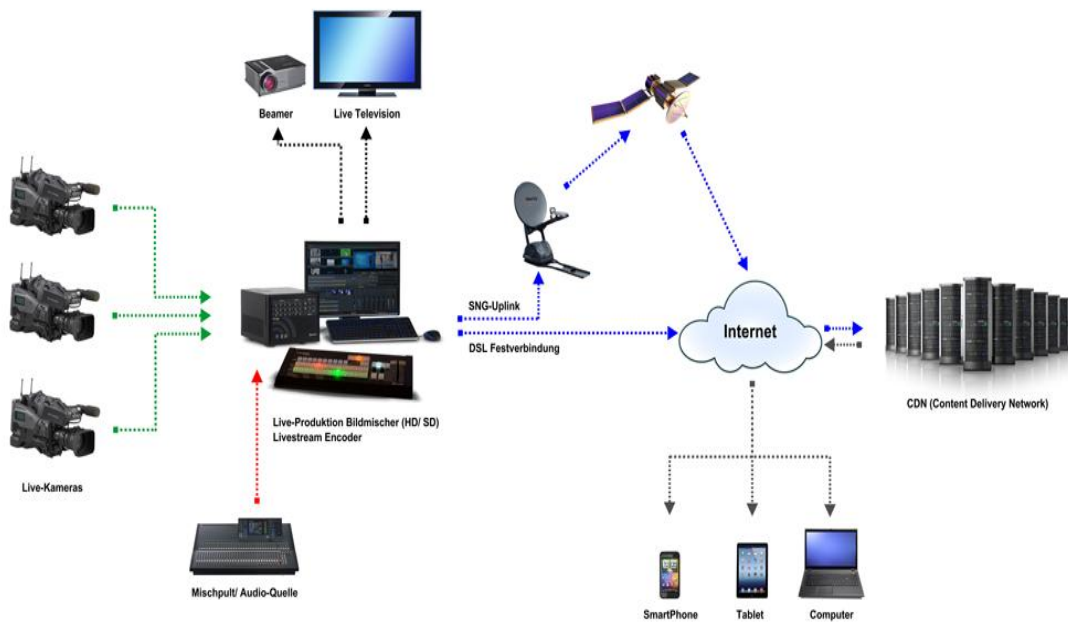 Beamer
Live Television
SNG-Uplink
DSL Festverbindung
Internet
CDN (Content Delivery Network)
Live-Produktion Bildmischer (HD/ SD)
Livestream Encoder
Live-Kameras
Mischpult/ Audio-Quelle
SmartPhone
Tablet
Computer